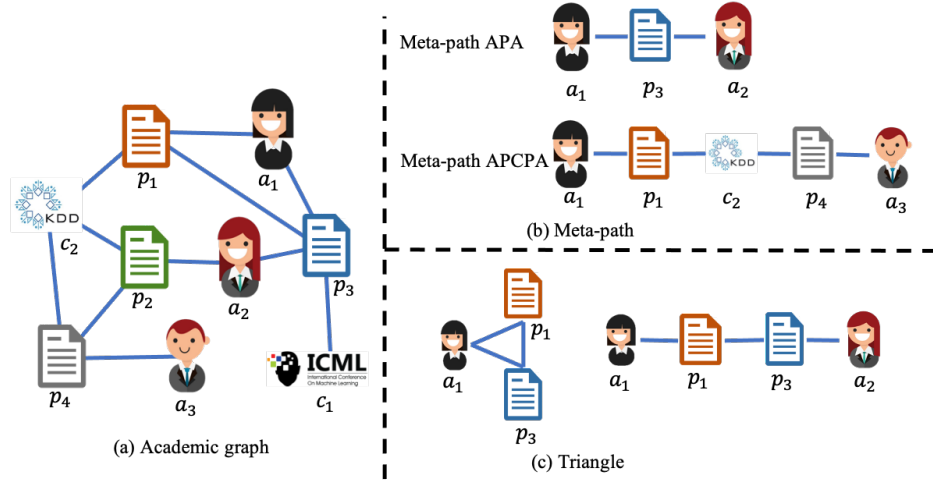 p₁
a₁
KDD
c₂
p₂
a₂
p₃
p₄
a₃
ICML
International Conference
On Machine Learning
c₁
(a) Academic graph
Meta-path APA
a₁ p₃ a₂
Meta-path APCPA
KDD
a₁ p₁ c₂ p₄ a₃
(b) Meta-path
p₁
a₁
p₃
a₁ p₁ p₃ a₂
(c) Triangle